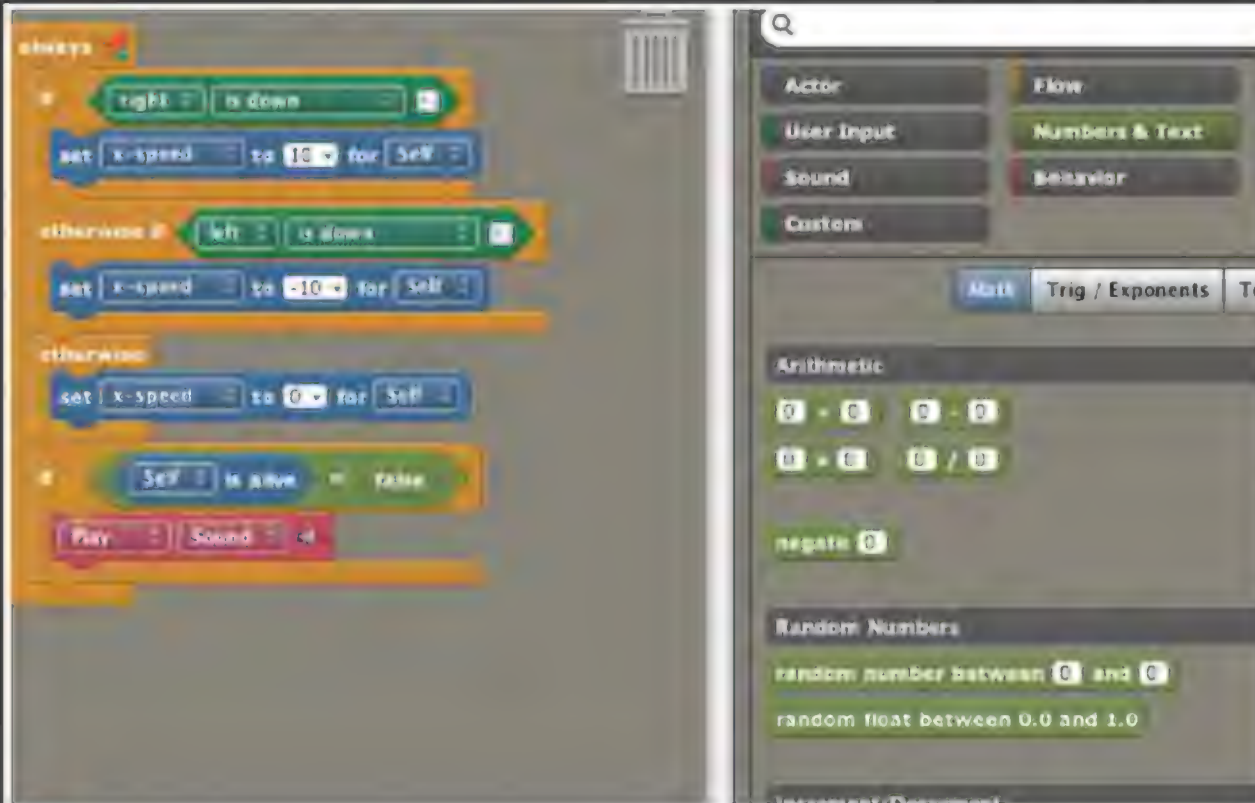 always
if right is down
set x-speed to 10 for Self
otherwise if left is down
set x-speed to -10 for Self
otherwise
set x-speed to 0 for Self
if Self is = false
Play Sound
Actor
Flow
User Input
Numbers & Text
Sound
Behavior
Custom
Math
Trig / Exponents
Arithmetic
0 + 0 0 - 0
0 0 0 / 0
negate 0
Random Numbers
random number between 0 and 0
random float between 0.0 and 1.0